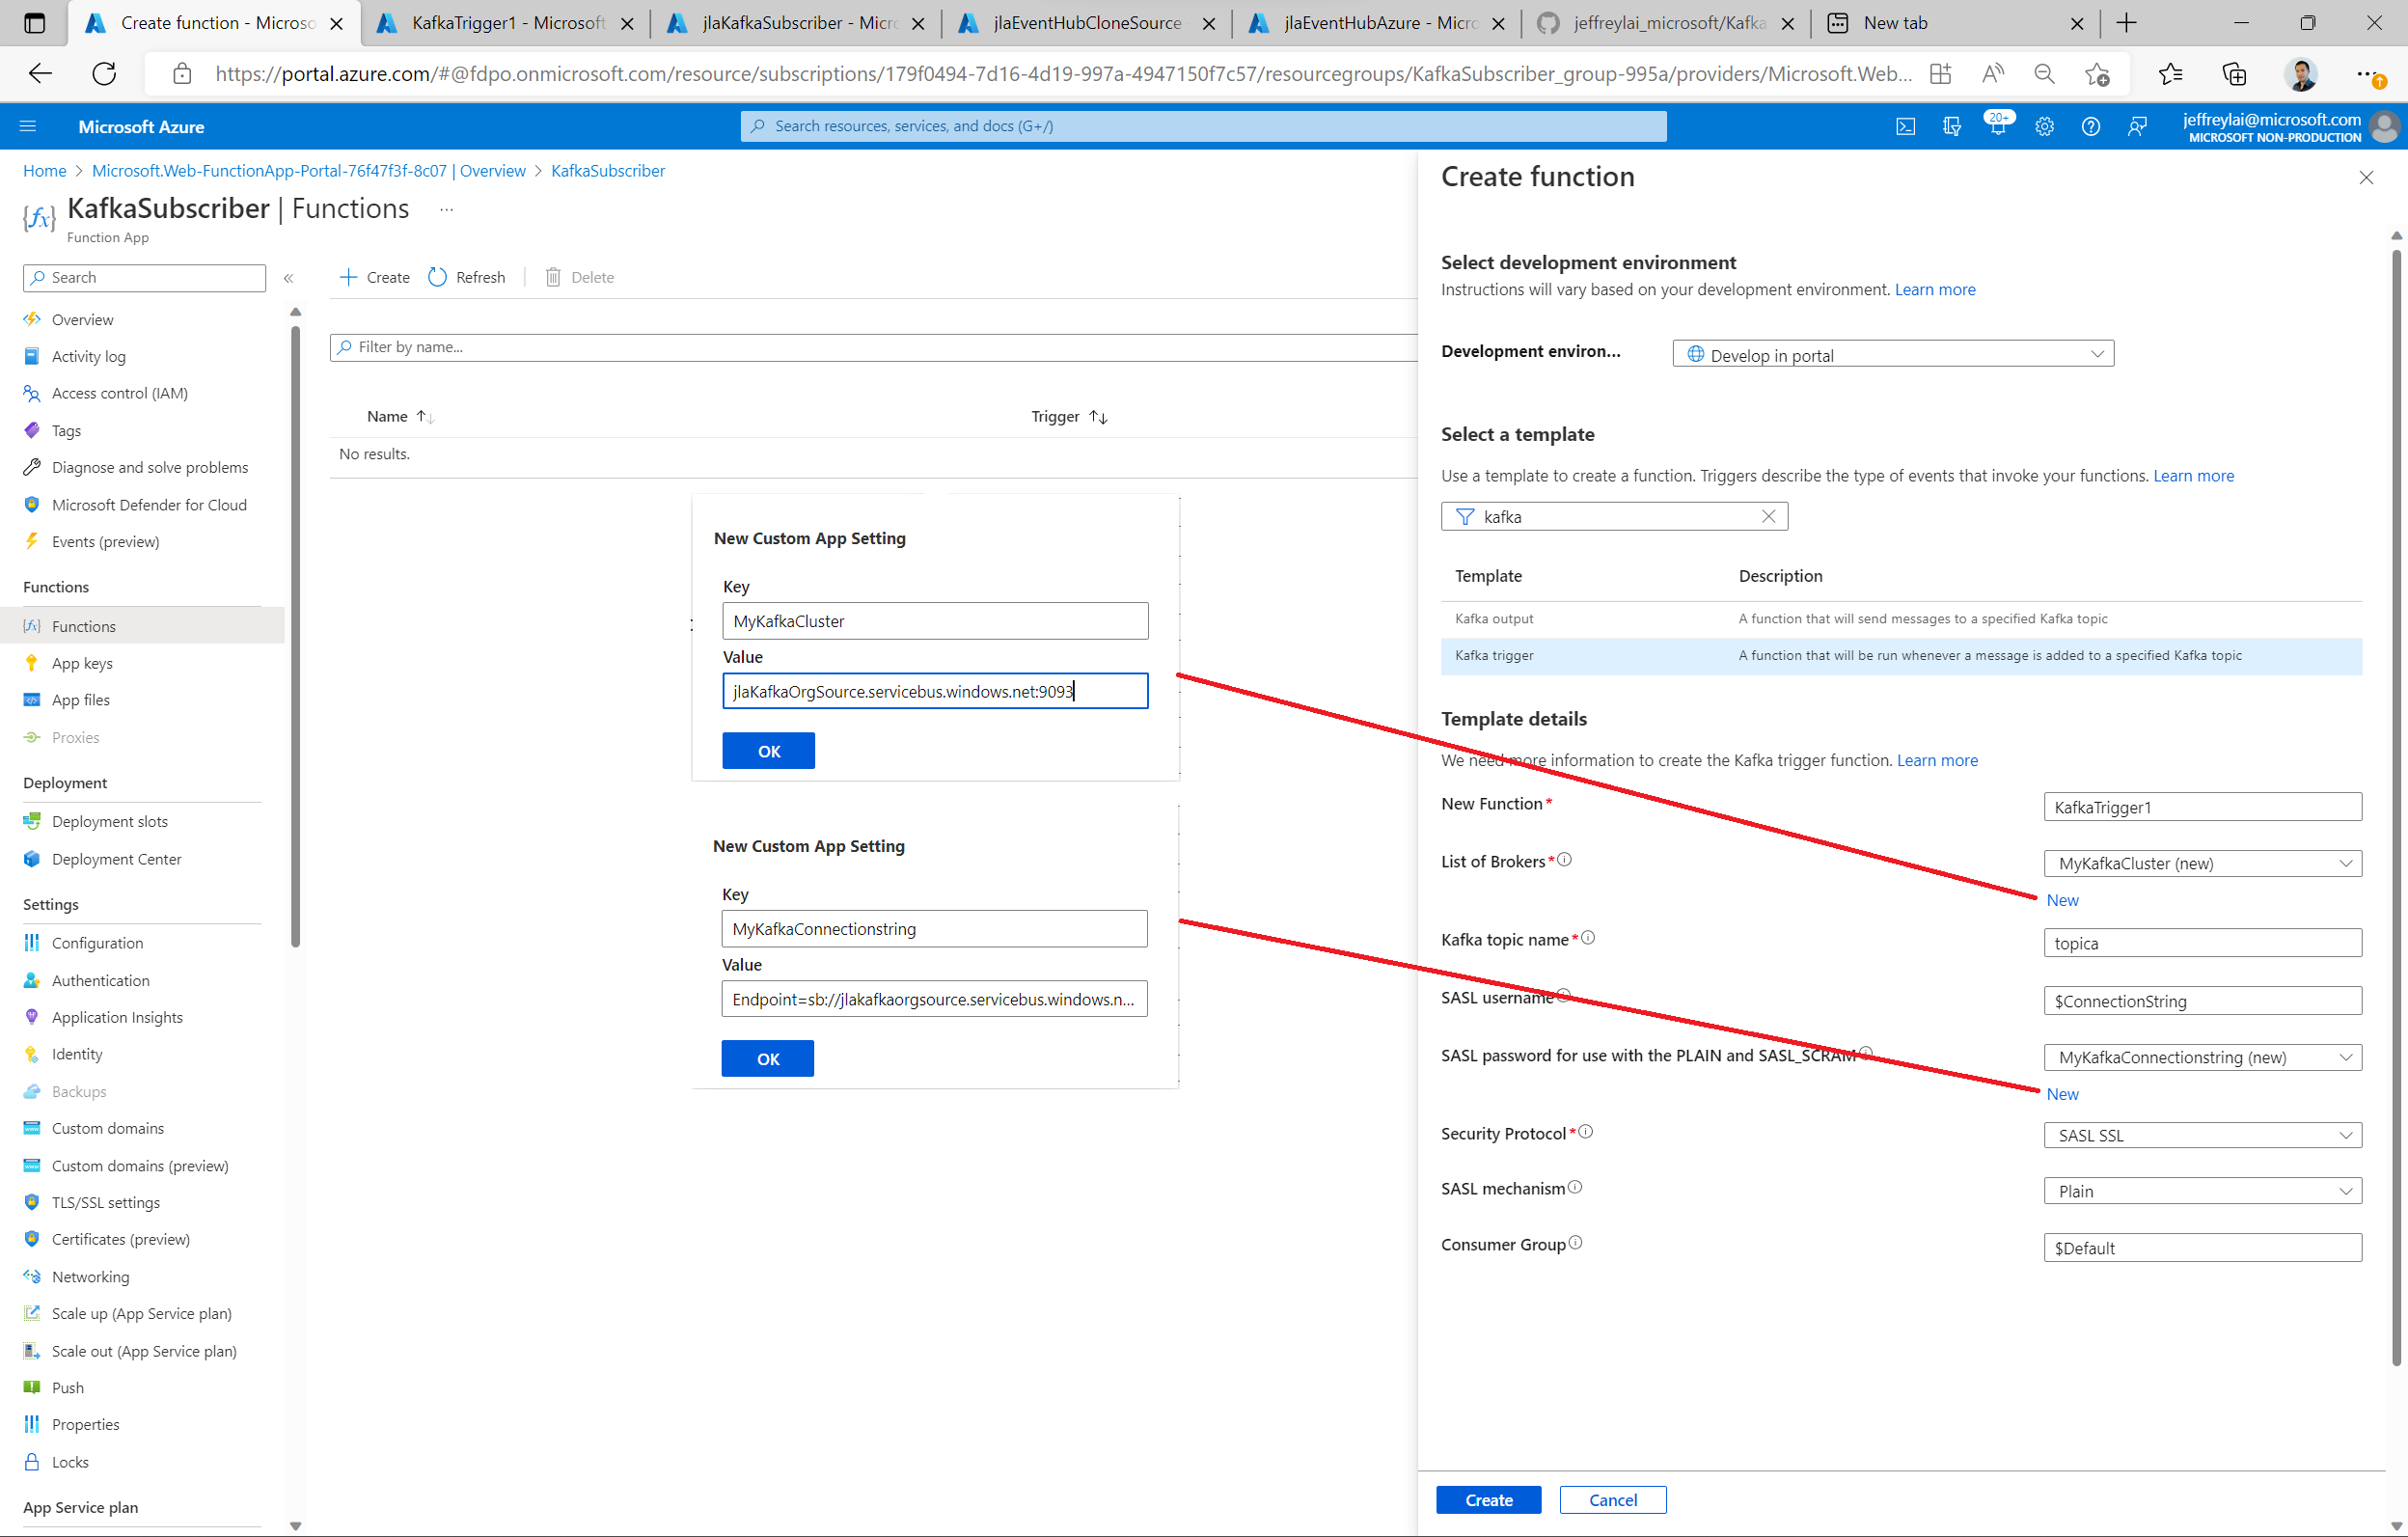 Create function - Microso
KafkaTrigger1 - Microsoft
jlaKafkaSubscriber - Micro
jlaEventHubCloneSource
jlaEventHubAzure - Micro
jeffreylai_microsoft/Kafka
New tab
https://portal.azure.com/#@fdpo.onmicrosoft.com/resource/subscriptions/179f0494-7d16-4d19-997a-4947150f7c57/resourcegroups/KafkaSubscriber_group-995a/providers/Microsoft.Web...
Microsoft Azure
Search resources, services, and docs (G+/)
20+
jeffreylai@microsoft.com
MICROSOFT NON-PRODUCTION
Home > Microsoft.Web-FunctionApp-Portal-76f47f3f-8c07 | Overview > KafkaSubscriber
KafkaSubscriber | Functions ...
Function App
Search
«
Overview
Activity log
Access control (IAM)
Tags
Diagnose and solve problems
Microsoft Defender for Cloud
Events (preview)
Functions
Functions
App keys
App files
Proxies
Deployment
Deployment slots
Deployment Center
Settings
Configuration
Authentication
Application Insights
Identity
Backups
Custom domains
Custom domains (preview)
TLS/SSL settings
Certificates (preview)
Networking
Scale up (App Service plan)
Scale out (App Service plan)
Push
Properties
Locks
App Service plan
Create
Refresh
Delete
Filter by name...
Name ↑↓
Trigger ↑↓
No results.
New Custom App Setting
Key
MyKafkaCluster
Value
jlaKafkaOrgSource.servicebus.windows.net:9093
OK
New Custom App Setting
Key
MyKafkaConnectionstring
Value
Endpoint=sb://jlakafkaorgsource.servicebus.windows.n...
OK
Create function
Select development environment
Instructions will vary based on your development environment. Learn more
Development environ...
Develop in portal
Select a template
Use a template to create a function. Triggers describe the type of events that invoke your functions. Learn more
kafka
Template
Description
Kafka output
A function that will send messages to a specified Kafka topic
Kafka trigger
A function that will be run whenever a message is added to a specified Kafka topic
Template details
We need more information to create the Kafka trigger function. Learn more
New Function*
KafkaTrigger1
List of Brokers*
MyKafkaCluster (new)
New
Kafka topic name*
topica
SASL username
$ConnectionString
SASL password for use with the PLAIN and SASL_SCRAM
MyKafkaConnectionstring (new)
New
Security Protocol*
SASL SSL
SASL mechanism
Plain
Consumer Group
$Default
Create
Cancel